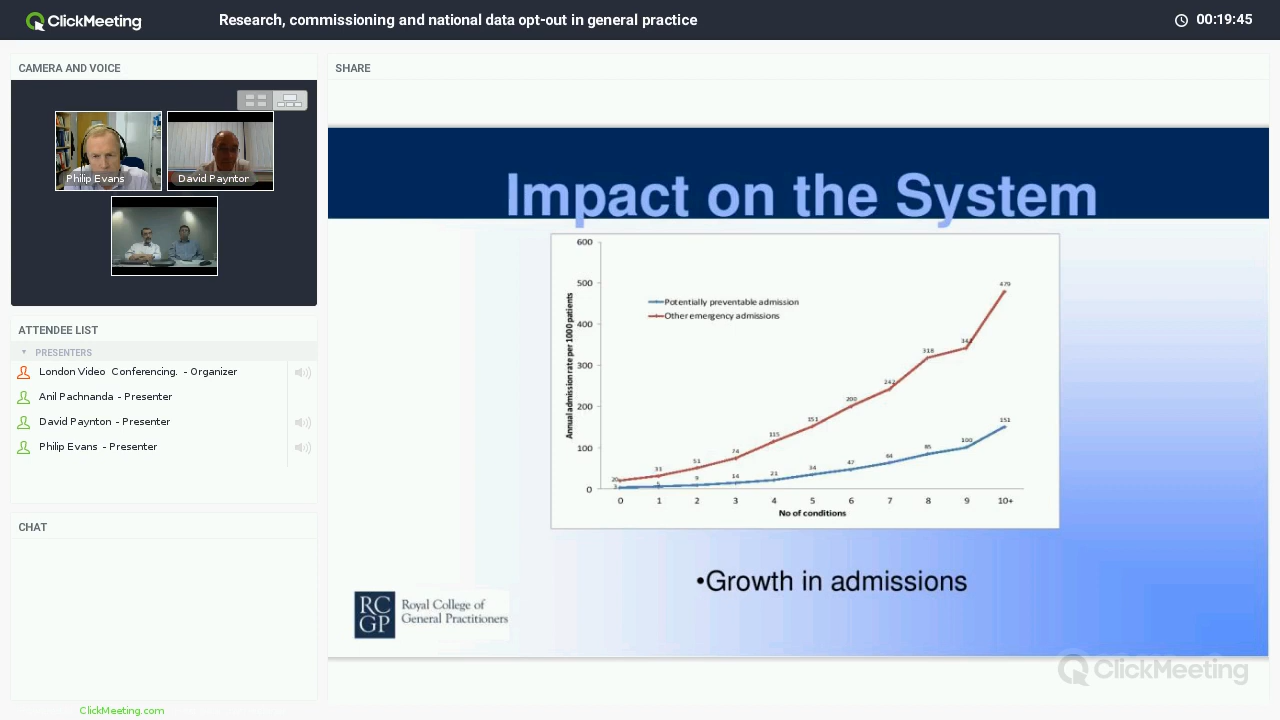 ClickMeeting
Research, commissioning and national data opt-out in general practice
00:19:45
CAMERA AND VOICE
Philip Evans
David Payntor
ATTENDEE LIST
PRESENTERS
London Video Conferencing. - Organizer
Anil Pachnanda - Presenter
David Paynton - Presenter
Philip Evans - Presenter
CHAT
ClickMeeting.com
SHARE
Impact on the System
Annual admission rate per 1000 patients
600
500
400
300
200
100
0
Potentially preventable admission
Other emergency admissions
20 31 51 74 115 151 200 242 318 479
3 9 14 21 34 47 64 85 100 151
0 1 2 3 4 5 6 7 8 9 10+
No of conditions
•Growth in admissions
RC
GP
Royal College of
General Practitioners
ClickMeeting